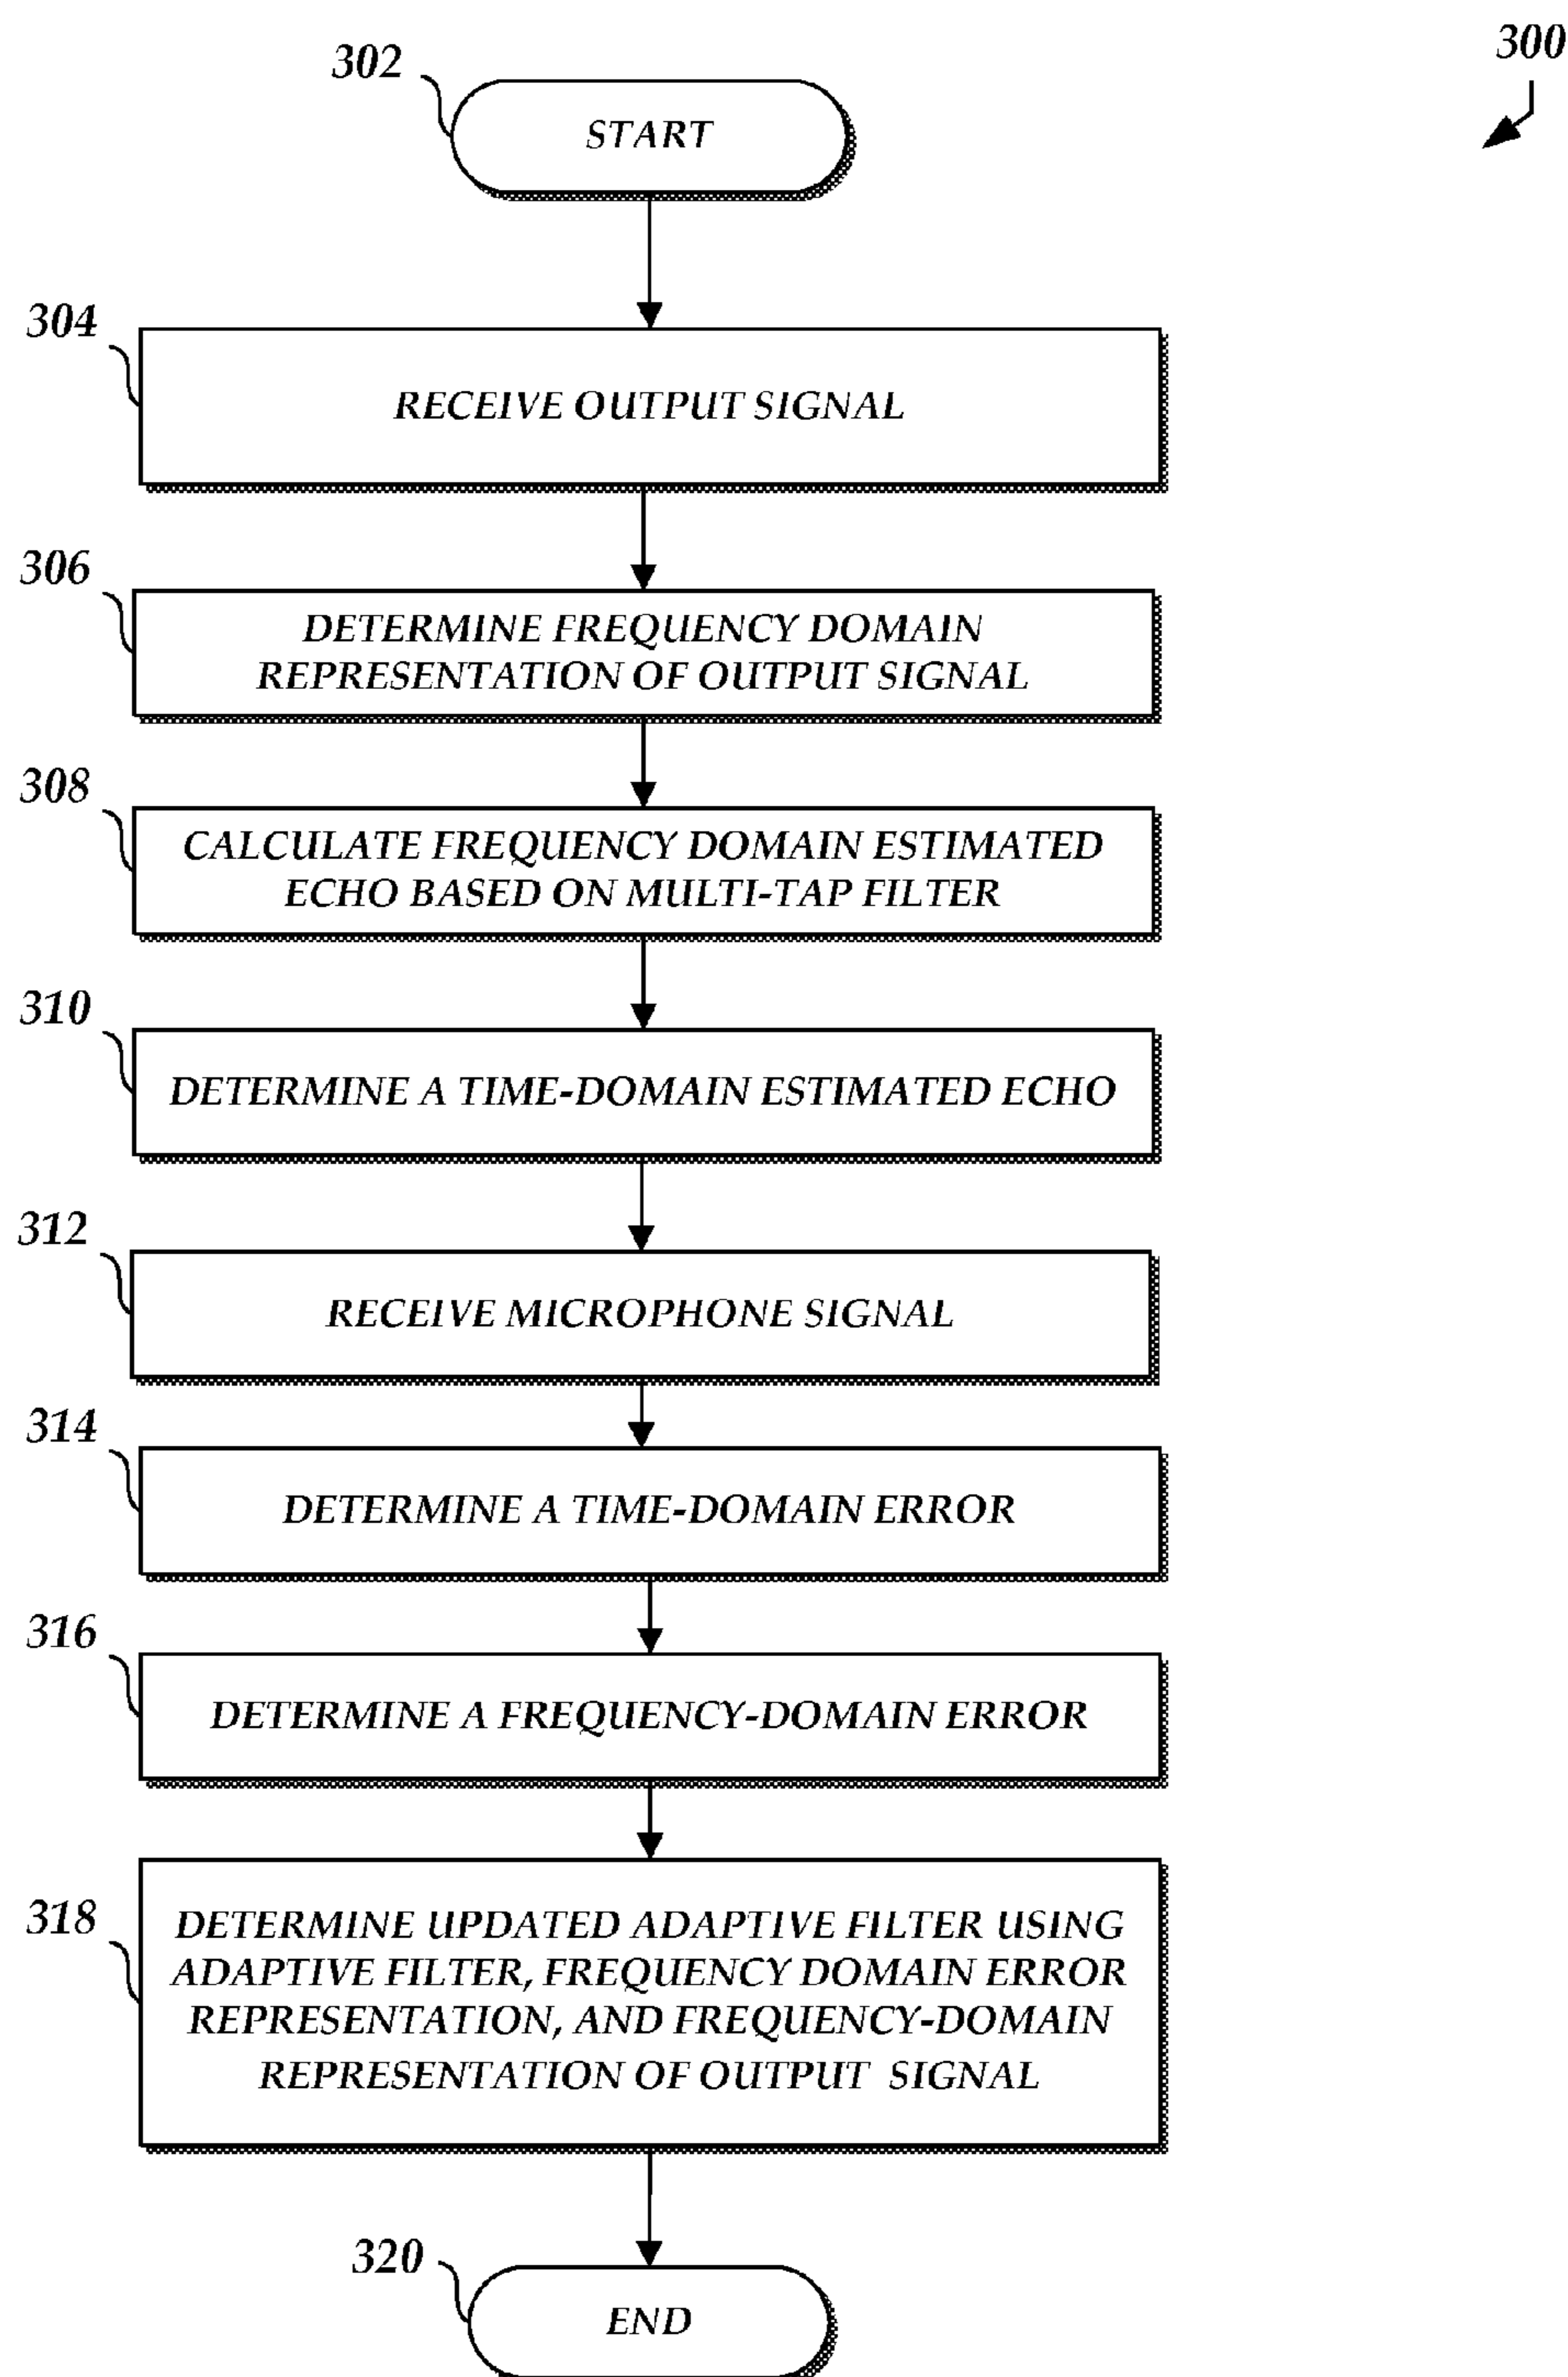 300
302
START
304
RECEIVE OUTPUT SIGNAL
306
DETERMINE FREQUENCY DOMAIN
REPRESENTATION OF OUTPUT SIGNAL
308
CALCULATE FREQUENCY DOMAIN ESTIMATED
ECHO BASED ON MULTI-TAP FILTER
310
DETERMINE A TIME-DOMAIN ESTIMATED ECHO
312
RECEIVE MICROPHONE SIGNAL
314
DETERMINE A TIME-DOMAIN ERROR
316
DETERMINE A FREQUENCY-DOMAIN ERROR
318
DETERMINE UPDATED ADAPTIVE FILTER USING
ADAPTIVE FILTER, FREQUENCY DOMAIN ERROR
REPRESENTATION, AND FREQUENCY-DOMAIN
REPRESENTATION OF OUTPUT SIGNAL
320
END